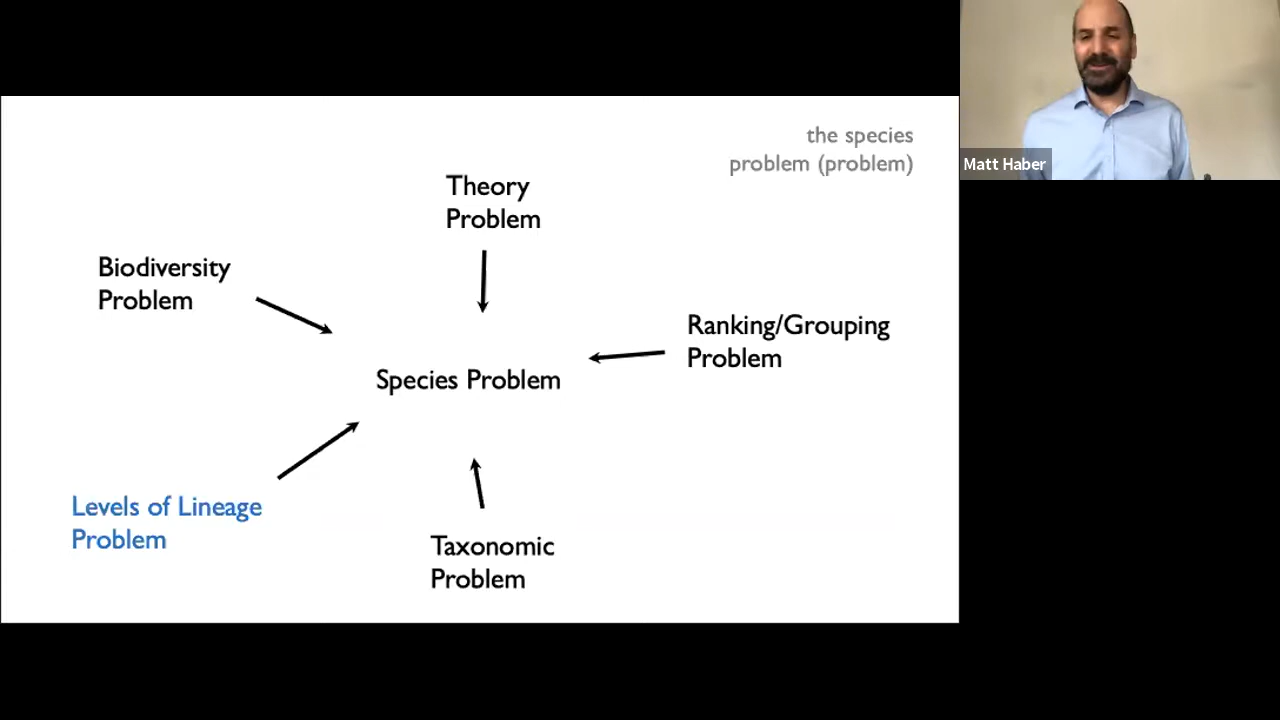 the species
problem (problem)
Theory
Problem
Biodiversity
Problem
Ranking/Grouping
Problem
Species Problem
Levels of Lineage
Problem
Taxonomic
Problem
Matt Haber